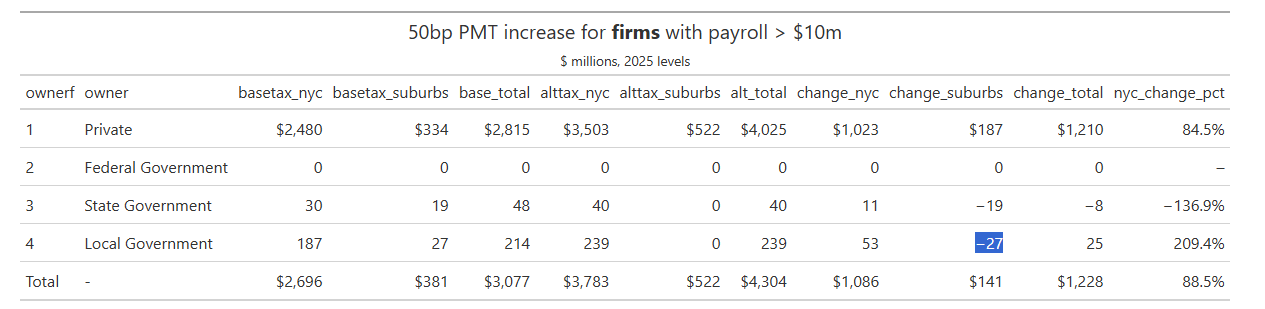 50bp PMT increase for firms with payroll > $10m
$ millions, 2025 levels
ownerf owner basetax_nyc basetax_suburbs base_total alttax_nyc alttax_suburbs alt_total change_nyc change_suburbs change_total nyc_change_pct
1 Private $2,480 $334 $2,815 $3,503 $522 $4,025 $1,023 $187 $1,210 84.5%
2 Federal Government 0 0 0 0 0 0 0 0 0 –
3 State Government 30 19 48 40 0 40 11 −19 −8 −136.9%
4 Local Government 187 27 214 239 0 239 53 −27 25 209.4%
Total - $2,696 $381 $3,077 $3,783 $522 $4,304 $1,086 $141 $1,228 88.5%